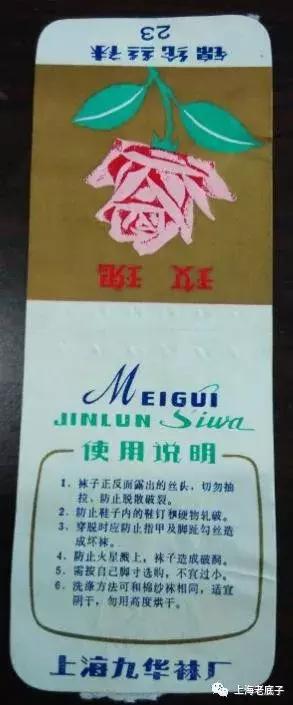 锦纶丝袜
23
玫瑰
MEIGUI
JINLUN Siwa
使用说明
1、袜子正反面露出的丝头，切勿抽
拉、防止脱散破裂。
2、防止鞋子内的鞋钉和硬物轧破。
3、穿脱时应防止指甲及脚趾勾丝造
成坏袜。
4、防止火星溅上，袜子造成破洞。
5、需按自己脚寸选购，不宜过小。
6、洗涤方法可和棉纱袜相同，适宜
阴干，勿用高度烘干。
上海九华袜厂
上海老底子